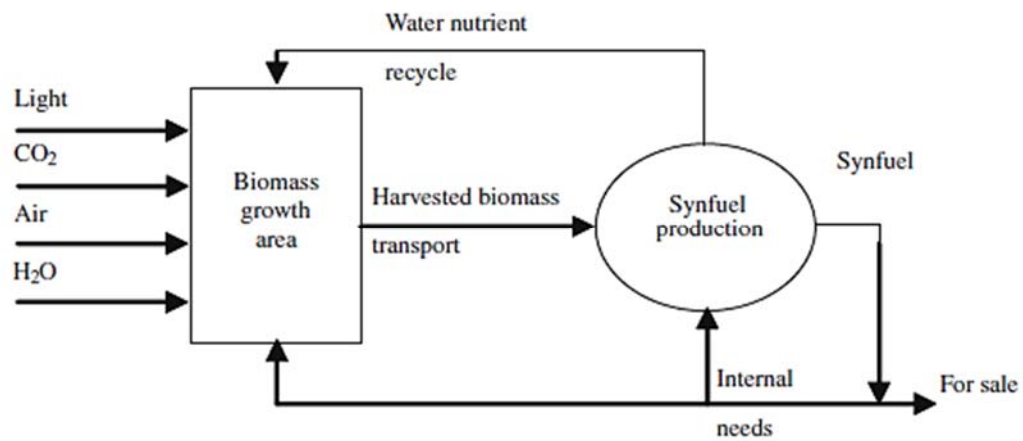 Water nutrient
recycle
Light
CO₂
Air
H₂O
Biomass
growth
area
Harvested biomass
transport
Synfuel
production
Synfuel
Internal
needs
For sale